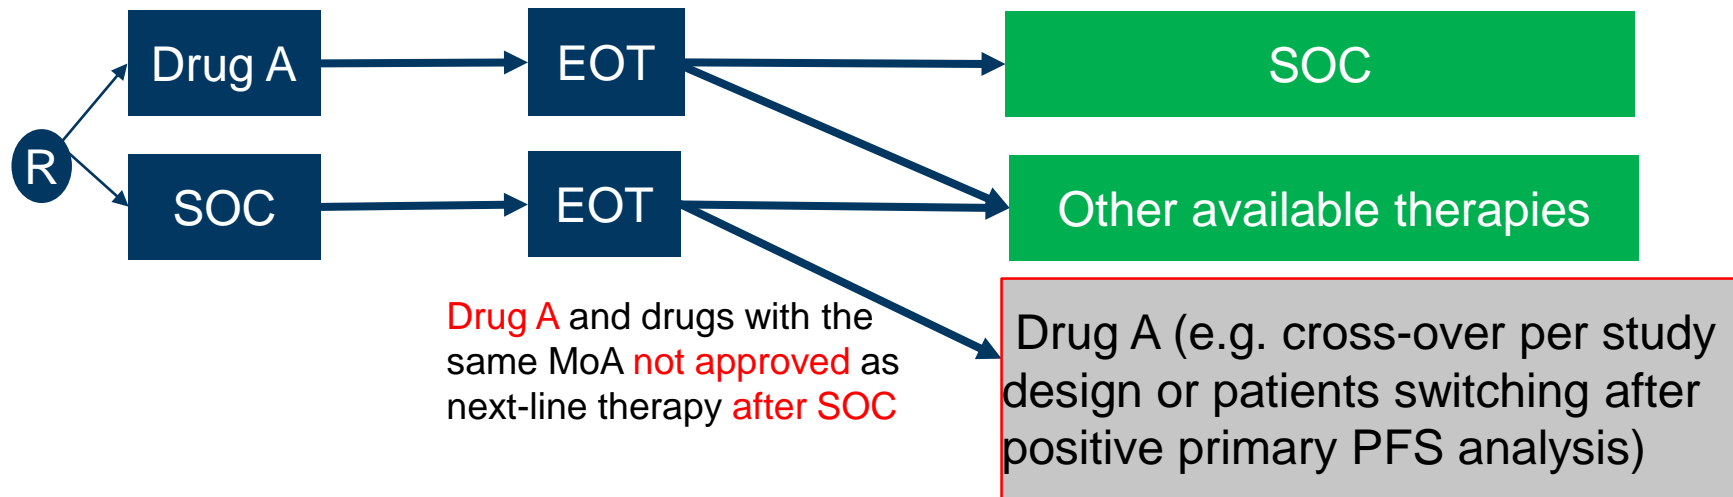 R
Drug A
EOT
SOC
SOC
EOT
Other available therapies
Drug A and drugs with the
same MoA not approved as
next-line therapy after SOC
Drug A (e.g. cross-over per study
design or patients switching after
positive primary PFS analysis)